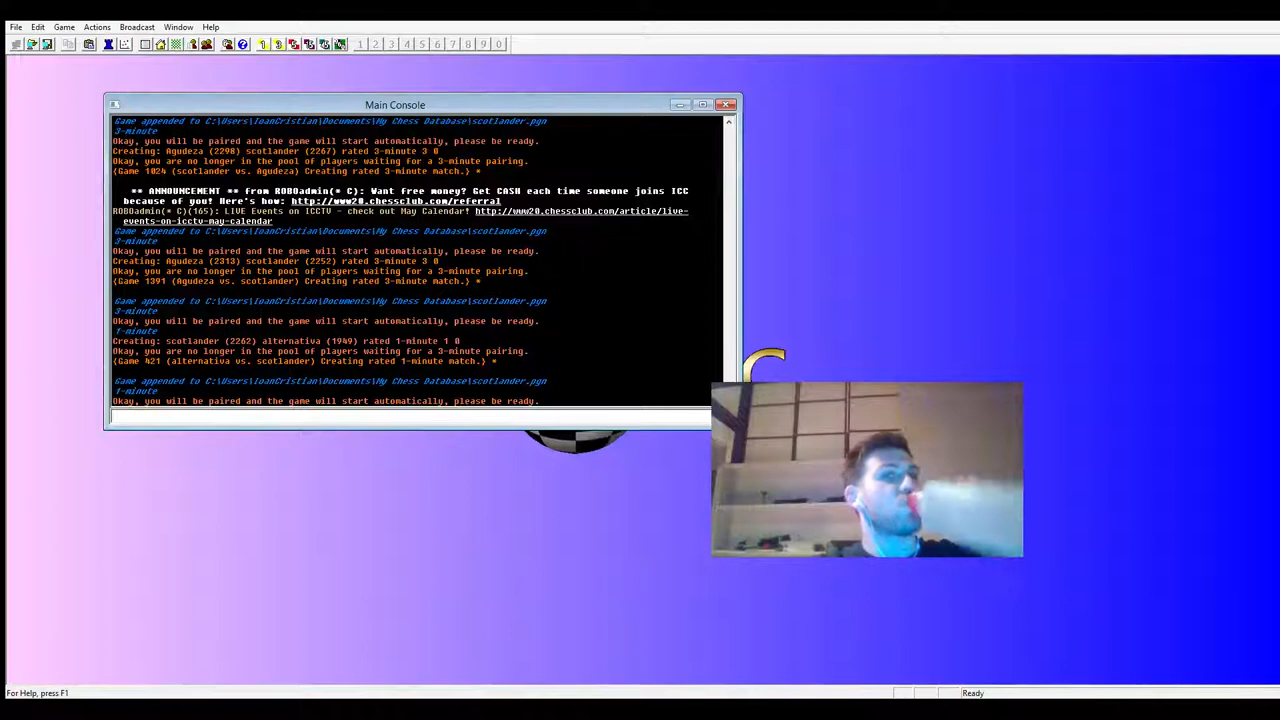 File Edit Game Actions Broadcast Window Help
1 3 1 2 3 4 5 6 7 8 9 0
Main Console
Game appended to C:\Users\IoanCristian\Documents\My Chess Database\scotlander.pgn
3-minute
Okay, you will be paired and the game will start automatically, please be ready.
Creating: Agudeza (2298) scotlander (2267) rated 3-minute 3 0
Okay, you are no longer in the pool of players waiting for a 3-minute pairing.
{Game 1024 (scotlander vs. Agudeza) Creating rated 3-minute match.} *
** ANNOUNCEMENT ** from ROBOadmin(* C): Want free money? Get CASH each time someone joins ICC
because of you! Here's how: http://www20.chessclub.com/referral
ROBOadmin(* C)(165): LIVE Events on ICCTV - check out May Calendar! http://www20.chessclub.com/article/live-
events-on-icctv-may-calendar
Game appended to C:\Users\IoanCristian\Documents\My Chess Database\scotlander.pgn
3-minute
Okay, you will be paired and the game will start automatically, please be ready.
Creating: Agudeza (2313) scotlander (2252) rated 3-minute 3 0
Okay, you are no longer in the pool of players waiting for a 3-minute pairing.
{Game 1391 (Agudeza vs. scotlander) Creating rated 3-minute match.} *
Game appended to C:\Users\IoanCristian\Documents\My Chess Database\scotlander.pgn
3-minute
Okay, you will be paired and the game will start automatically, please be ready.
1-minute
Creating: scotlander (2262) alternativa (1949) rated 1-minute 1 0
Okay, you are no longer in the pool of players waiting for a 3-minute pairing.
{Game 421 (alternativa vs. scotlander) Creating rated 1-minute match.} *
Game appended to C:\Users\IoanCristian\Documents\My Chess Database\scotlander.pgn
1-minute
Okay, you will be paired and the game will start automatically, please be ready.
For Help, press F1
Ready